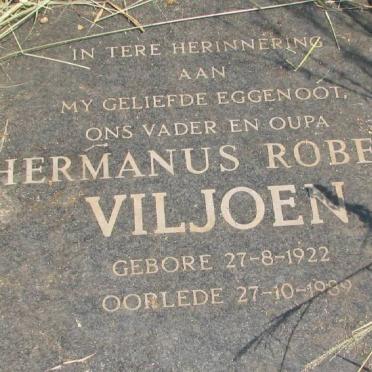 IN TERE HERINNERING
AAN
MY GELIEFDE EGGENOOT,
ONS VADER EN OUPA
HERMANUS ROBE
VILJOEN
GEBORE 27-8-1922
OORLEDE 27-10-1989